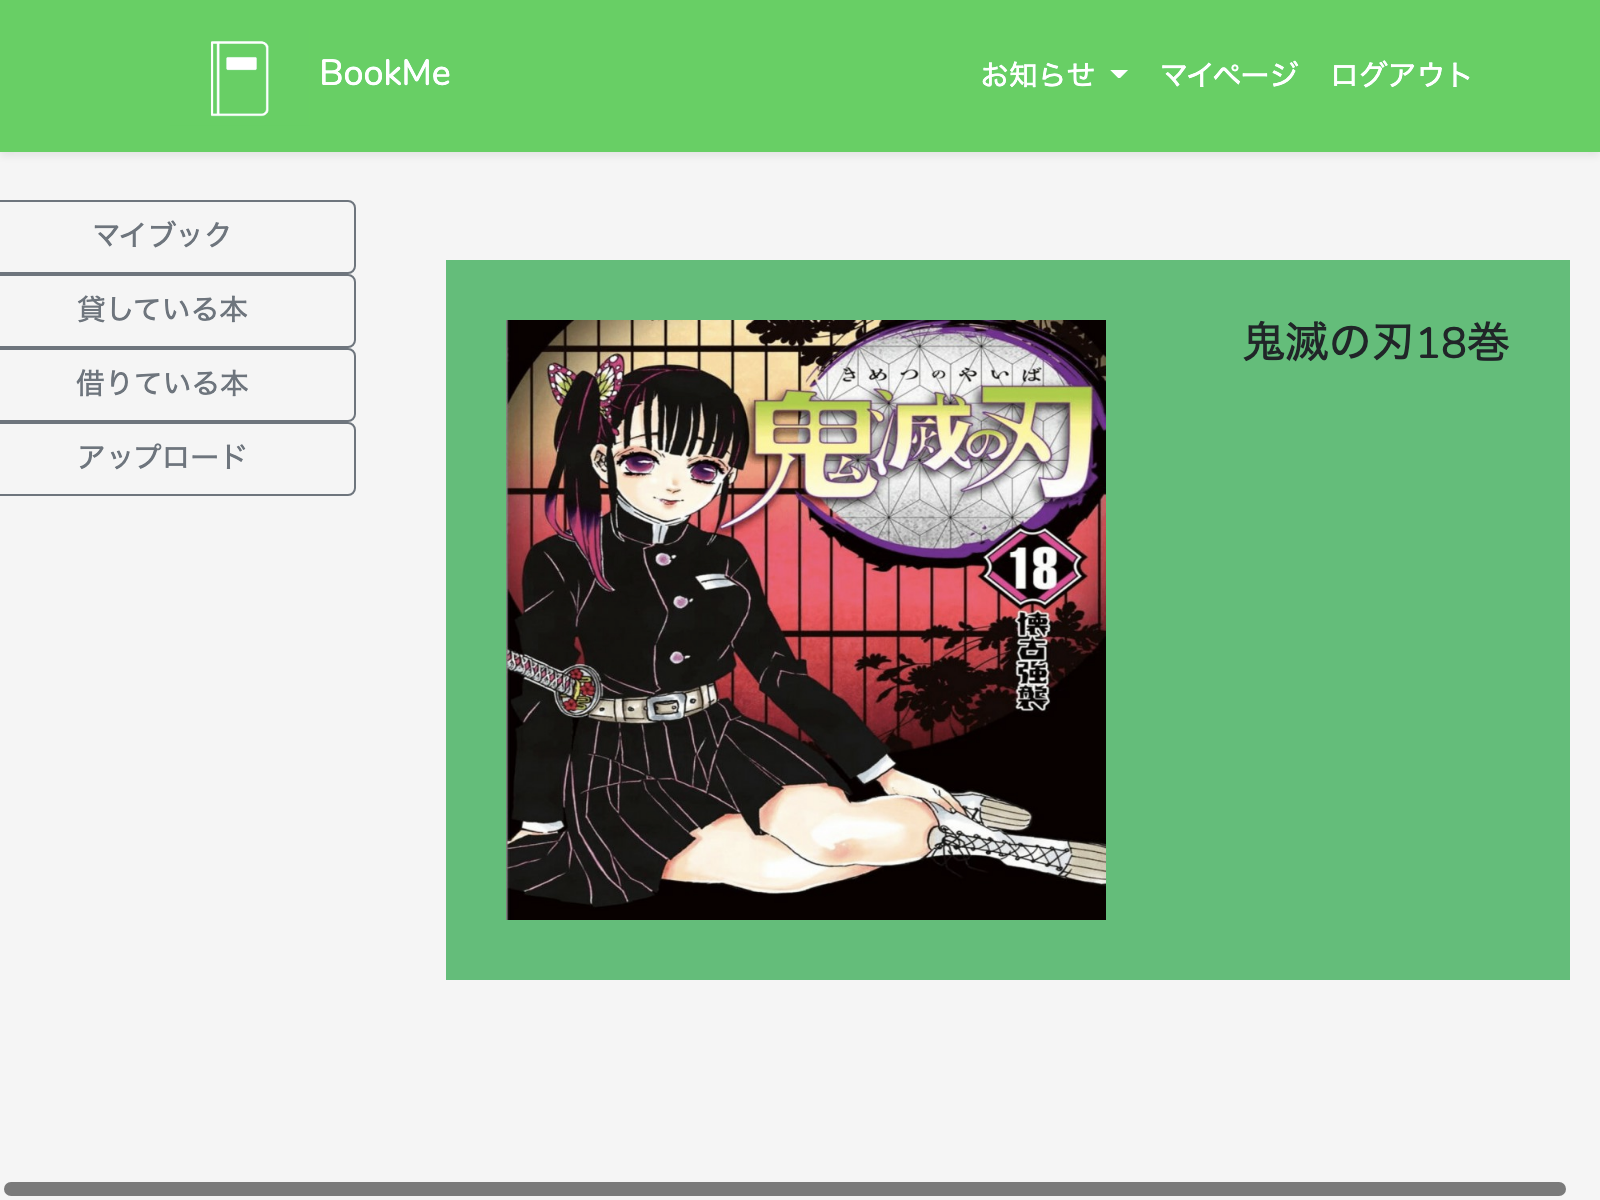 BookMe
お知らせ
マイページ
ログアウト
マイブック
貸している本
借りている本
アップロード
鬼滅の刃18巻
きめつのやいば
鬼滅の刃
18
懐古強襲